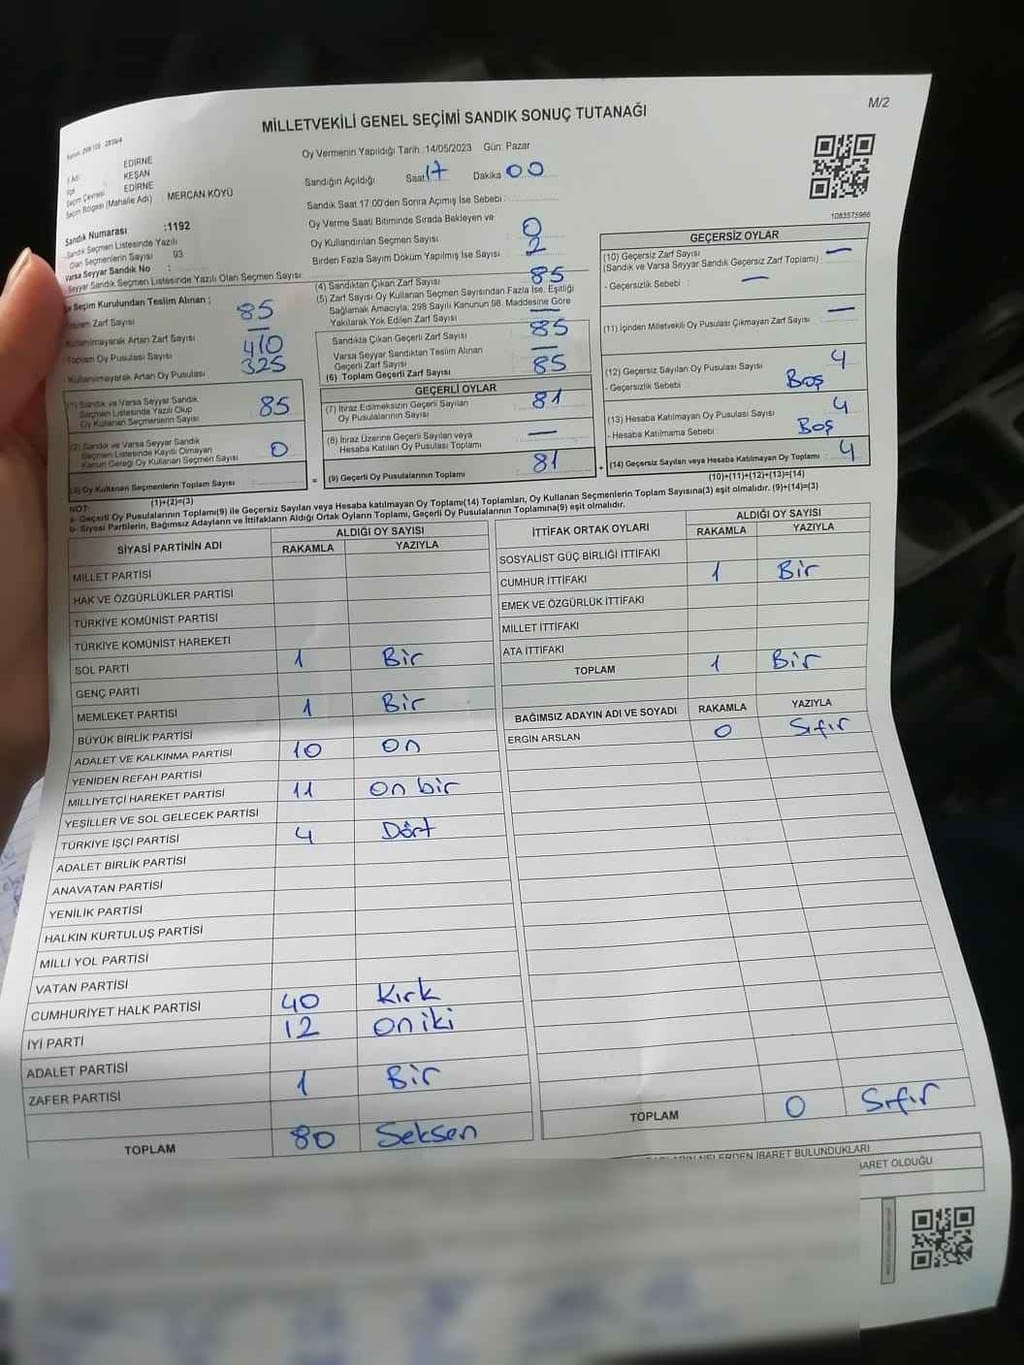 M/2
MİLLETVEKİLİ GENEL SEÇİMİ SANDIK SONUÇ TUTANAĞI
Oy Vermenin Yapıldığı Tarih : 14/05/2023 Gün: Pazar
EDİRNE
KEŞAN
EDİRNE
Seçim Bölgesi (Mahalle Adı) : MERCAN KÖYÜ
Sandığın Açıldığı Saat 17 Dakika 00
Sandık Saat 17:00'den Sonra Açımış İse Sebebi :
Oy Verme Saati Bitiminde Sırada Bekleyen ve
Oy Kullandırılan Seçmen Sayısı : 0
Birden Fazla Sayım Döküm Yapılmış İse Sayısı : 2
1083575966
Sandık Numarası :1192
Sandık Seçmen Listesinde Yazılı
Olan Seçmenlerin Sayısı : 93
Varsa Seyyar Sandık No :
Seyyar Sandık Seçmen Listesinde Yazılı Olan Seçmen Sayısı:
Seçim Kurulundan Teslim Alınan ;
Zarf Sayısı 85
Kullanılmayarak Artan Zarf Sayısı —
Toplam Oy Pusulası Sayısı 410
Kullanılmayarak Artan Oy Pusulası 325
(1) Sandık ve Varsa Seyyar Sandık
Seçmen Listesinde Yazılı Olup
Oy Kullanan Seçmenlerin Sayısı 85
(2) Sandık ve Varsa Seyyar Sandık
Seçmen Listesinde Kayıtlı Olmayan
Kanun Gereği Oy Kullanan Seçmen Sayısı 0
(3) Oy Kullanan Seçmenlerin Toplam Sayısı :
(1)+(2)=(3)
(4) Sandıktan Çıkan Zarf Sayısı 85
(5) Zarf Sayısı Oy Kullanan Seçmen Sayısından Fazla İse, Eşitliği
Sağlamak Amacıyla, 298 Sayılı Kanunun 98. Maddesine Göre
Yakılarak Yok Edilen Zarf Sayısı —
Sandıkta Çıkan Geçerli Zarf Sayısı 85
Varsa Seyyar Sandıktan Teslim Alınan
Geçerli Zarf Sayısı —
(6) Toplam Geçerli Zarf Sayısı 85
GEÇERLİ OYLAR
(7) İtiraz Edilmeksizin Geçerli Sayılan
Oy Pusulalarının Sayısı 81
(8) İtiraz Üzerine Geçerli Sayılan veya
Hesaba Katılan Oy Pusulası Toplamı —
= (9) Geçerli Oy Pusulalarının Toplamı 81
GEÇERSİZ OYLAR
(10) Geçersiz Zarf Sayısı
(Sandık ve Varsa Seyyar Sandık Geçersiz Zarf Toplamı) : —
- Geçersizlik Sebebi : —
(11) İçinden Milletvekili Oy Pusulası Çıkmayan Zarf Sayısı —
(12) Geçersiz Sayılan Oy Pusulası Sayısı 4
- Geçersizlik Sebebi : Boş
(13) Hesaba Katılmayan Oy Pusulası Sayısı 4
- Hesaba Katılmama Sebebi : Boş
+ (14) Geçersiz Sayılan veya Hesaba Katılmayan Oy Toplamı : 4
(10)+(11)+(12)+(13)=(14)
NOT:
a- Geçerli Oy Pusulalarının Toplamı(9) ile Geçersiz Sayılan veya Hesaba katılmayan Oy Toplamı(14) Toplamları, Oy Kullanan Seçmenlerin Toplam Sayısına(3) eşit olmalıdır. (9)+(14)=(3)
b- Siyasi Partilerin, Bağımsız Adayların ve İttifakların Aldığı Ortak Oyların Toplamı, Geçerli Oy Pusulalarının Toplamına(9) eşit olmalıdır.
SİYASİ PARTİNİN ADI ALDIĞI OY SAYISI
RAKAMLA YAZIYLA
MİLLET PARTİSİ
HAK VE ÖZGÜRLÜKLER PARTİSİ
TÜRKİYE KOMÜNİST PARTİSİ
TÜRKİYE KOMÜNİST HAREKETİ
SOL PARTİ 1 Bir
GENÇ PARTİ
MEMLEKET PARTİSİ 1 Bir
BÜYÜK BİRLİK PARTİSİ
ADALET VE KALKINMA PARTİSİ 10 On
YENİDEN REFAH PARTİSİ
MİLLİYETÇİ HAREKET PARTİSİ 11 On bir
YEŞİLLER VE SOL GELECEK PARTİSİ
TÜRKİYE İŞÇİ PARTİSİ 4 Dört
ADALET BİRLİK PARTİSİ
ANAVATAN PARTİSİ
YENİLİK PARTİSİ
HALKIN KURTULUŞ PARTİSİ
MİLLİ YOL PARTİSİ
VATAN PARTİSİ
CUMHURİYET HALK PARTİSİ 40 Kırk
İYİ PARTİ 12 On iki
ADALET PARTİSİ
ZAFER PARTİSİ 1 Bir
TOPLAM 80 Seksen
İTTİFAK ORTAK OYLARI ALDIĞI OY SAYISI
RAKAMLA YAZIYLA
SOSYALİST GÜÇ BİRLİĞİ İTTİFAKI
CUMHUR İTTİFAKI 1 Bir
EMEK VE ÖZGÜRLÜK İTTİFAKI
MİLLET İTTİFAKI
ATA İTTİFAKI
TOPLAM 1 Bir
BAĞIMSIZ ADAYIN ADI VE SOYADI RAKAMLA YAZIYLA
ERGİN ARSLAN 0 Sıfır
TOPLAM 0 Sıfır
NELERDEN İBARET BULUNDUKLARI
OLDUĞU